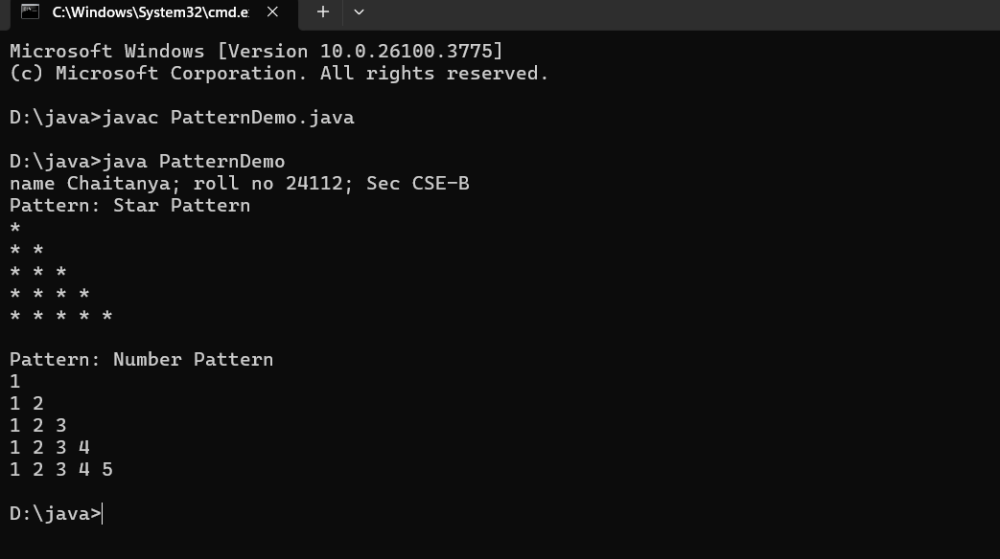 C:\Windows\System32\cmd.e
Microsoft Windows [Version 10.0.26100.3775]
(c) Microsoft Corporation. All rights reserved.
D:\java>javac PatternDemo.java
D:\java>java PatternDemo
name Chaitanya; roll no 24112; Sec CSE-B
Pattern: Star Pattern
*
* *
* * *
* * * *
* * * * *
Pattern: Number Pattern
1
1 2
1 2 3
1 2 3 4
1 2 3 4 5
D:\java>